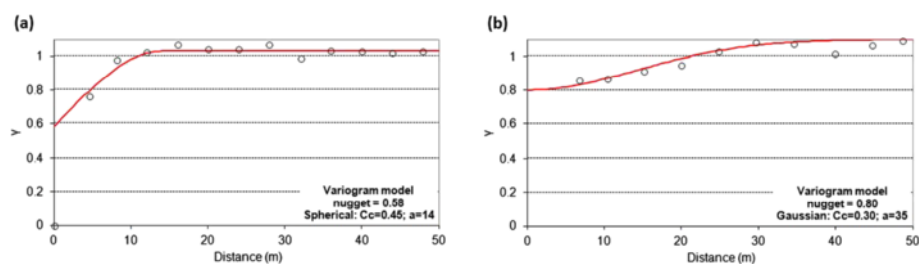 (a)
1
0.8
0.6
0.4
0.2
0
γ
0
10
20
30
40
50
Distance (m)
Variogram model
nugget = 0.58
Spherical: Cc=0.45; a=14
(b)
1
0.8
0.6
0.4
0.2
0
γ
0
10
20
30
40
50
Distance (m)
Variogram model
nugget = 0.80
Gaussian: Cc=0.30; a=35